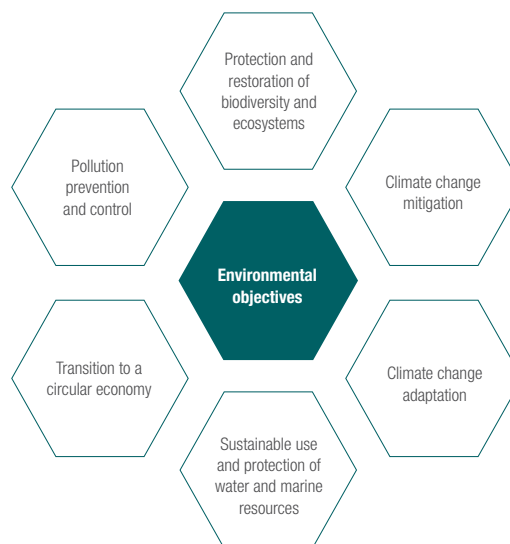 Protection and
restoration of
biodiversity and
ecosystems
Pollution
prevention
and control
Climate change
mitigation
Environmental
objectives
Transition to a
circular economy
Climate change
adaptation
Sustainable use
and protection of
water and marine
resources